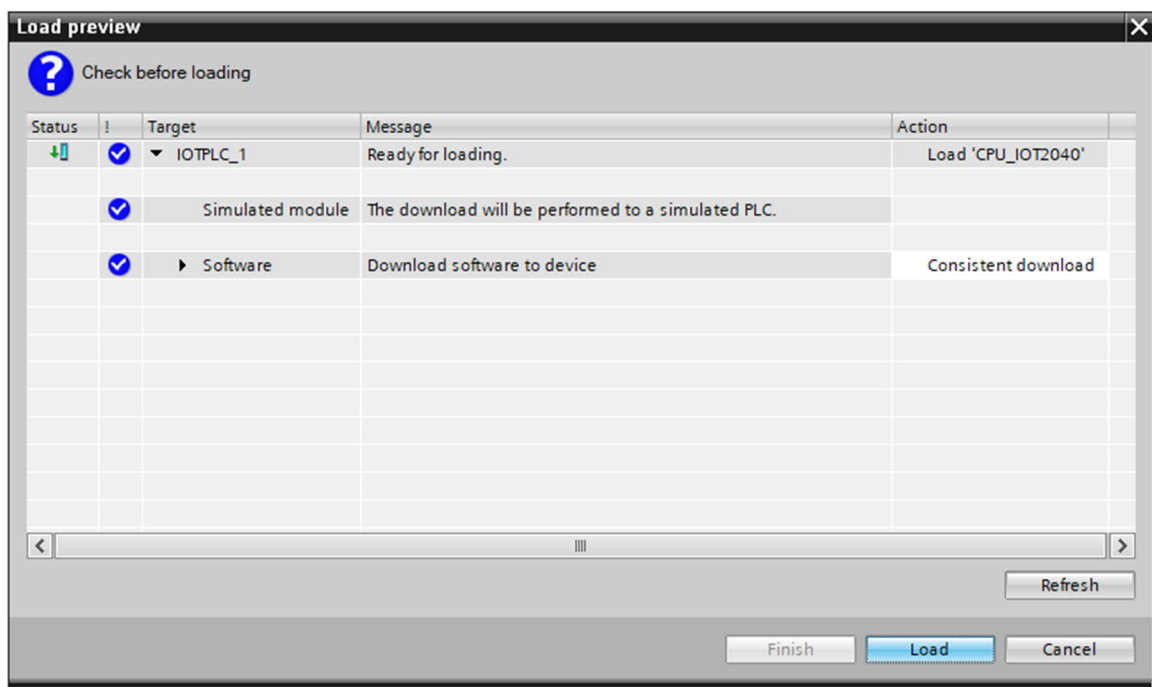 Load preview
Check before loading
Status ! Target Message Action
IOTPLC_1 Ready for loading. Load 'CPU_IOT2040'
Simulated module The download will be performed to a simulated PLC.
Software Download software to device Consistent download
Refresh
Finish Load Cancel